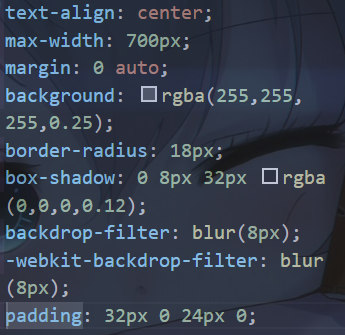 text-align: center;
max-width: 700px;
margin: 0 auto;
background: rgba(255,255,
255,0.25);
border-radius: 18px;
box-shadow: 0 8px 32px rgba
(0,0,0,0.12);
backdrop-filter: blur(8px);
-webkit-backdrop-filter: blur
(8px);
padding: 32px 0 24px 0;